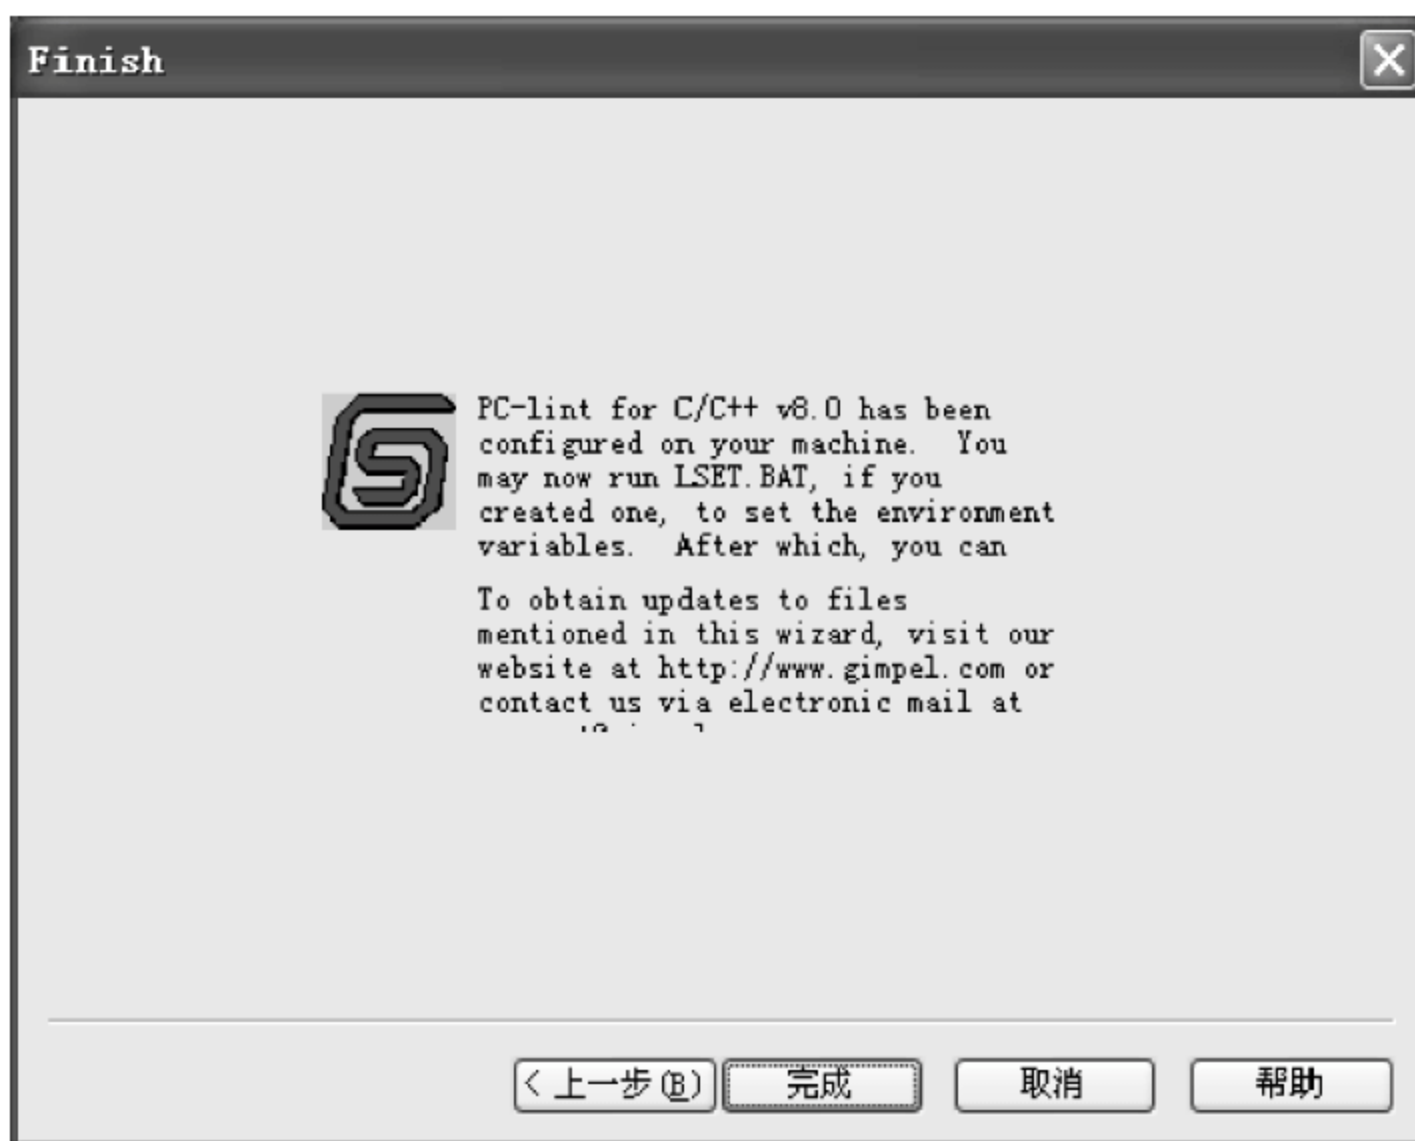 Finish
PC-lint for C/C++ v8.0 has been
configured on your machine. You
may now run LSET.BAT, if you
created one, to set the environment
variables. After which, you can
To obtain updates to files
mentioned in this wizard, visit our
website at http://www.gimpel.com or
contact us via electronic mail at
< 上一步(B) 完成 取消 帮助